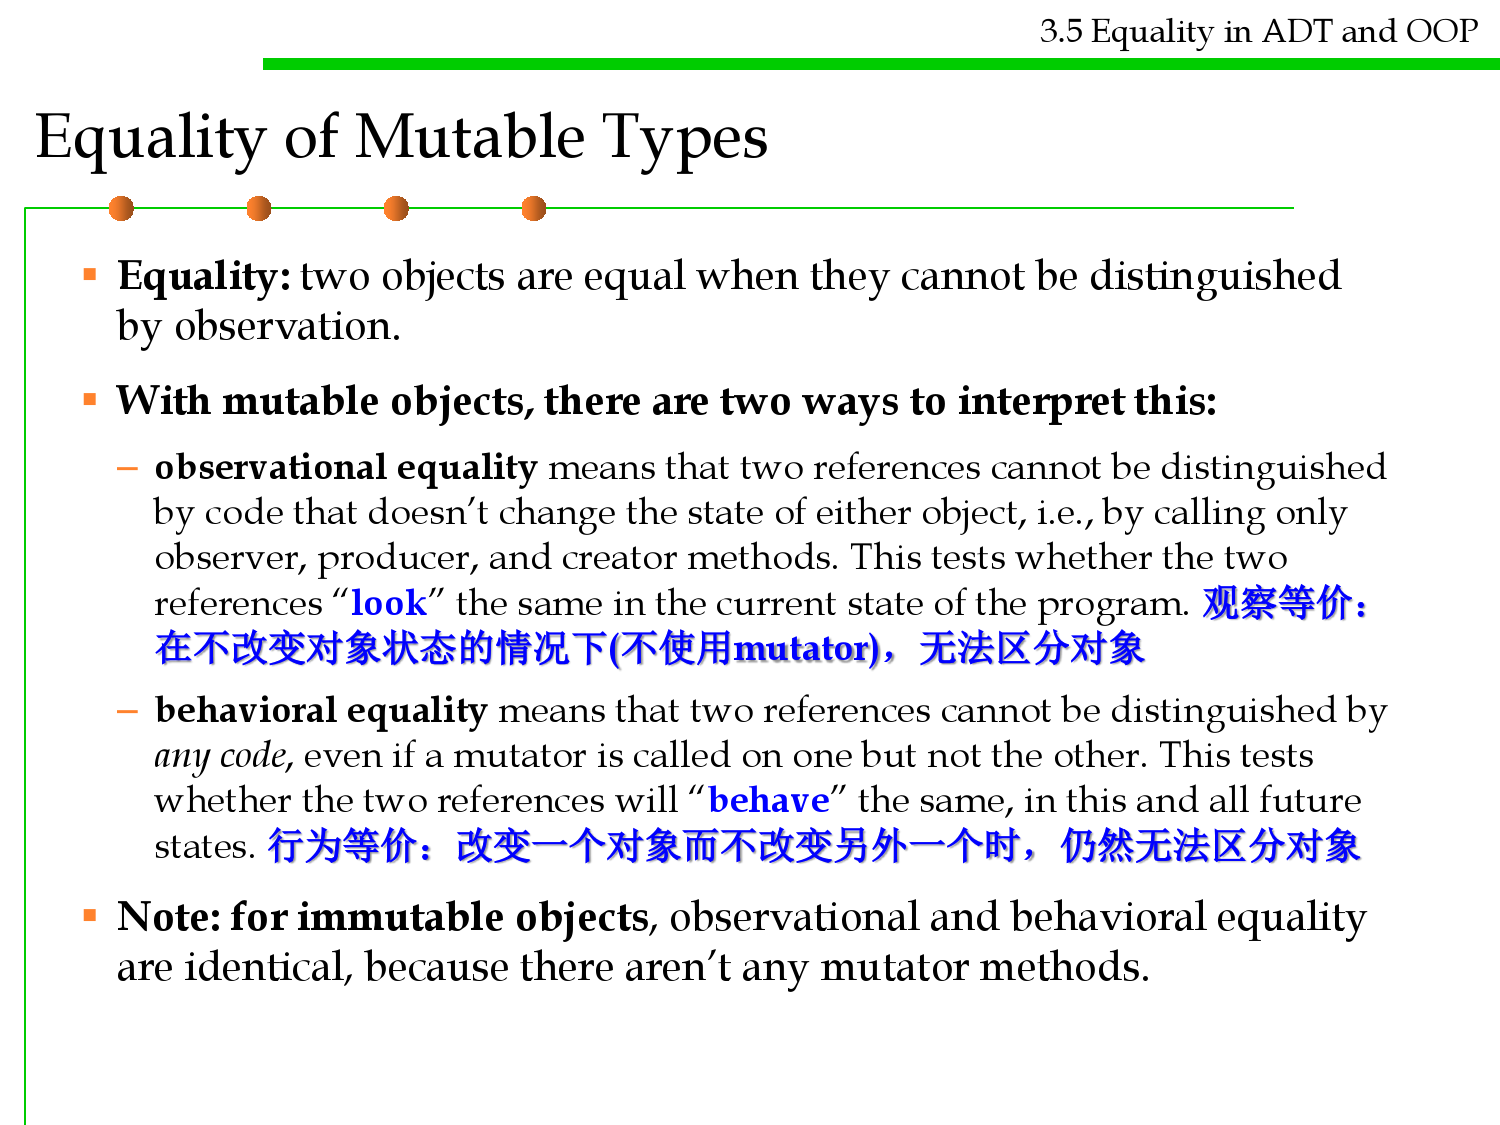 3.5 Equality in ADT and OOP
Equality of Mutable Types
▪ Equality: two objects are equal when they cannot be distinguished
by observation.
▪ With mutable objects, there are two ways to interpret this:
– observational equality means that two references cannot be distinguished
by code that doesn’t change the state of either object, i.e., by calling only
observer, producer, and creator methods. This tests whether the two
references “look” the same in the current state of the program. 观察等价：
在不改变对象状态的情况下(不使用mutator)，无法区分对象
– behavioral equality means that two references cannot be distinguished by
any code, even if a mutator is called on one but not the other. This tests
whether the two references will “behave” the same, in this and all future
states. 行为等价：改变一个对象而不改变另外一个时，仍然无法区分对象
▪ Note: for immutable objects, observational and behavioral equality
are identical, because there aren’t any mutator methods.